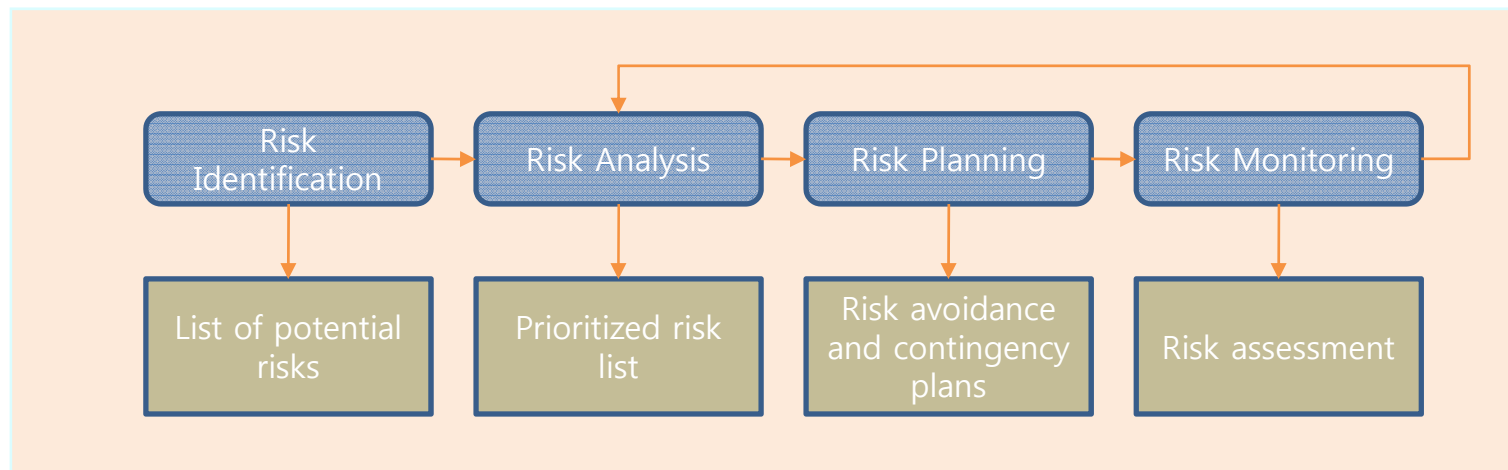 Risk
Identification
Risk Analysis
Risk Planning
Risk Monitoring
List of potential
risks
Prioritized risk
list
Risk avoidance
and contingency
plans
Risk assessment